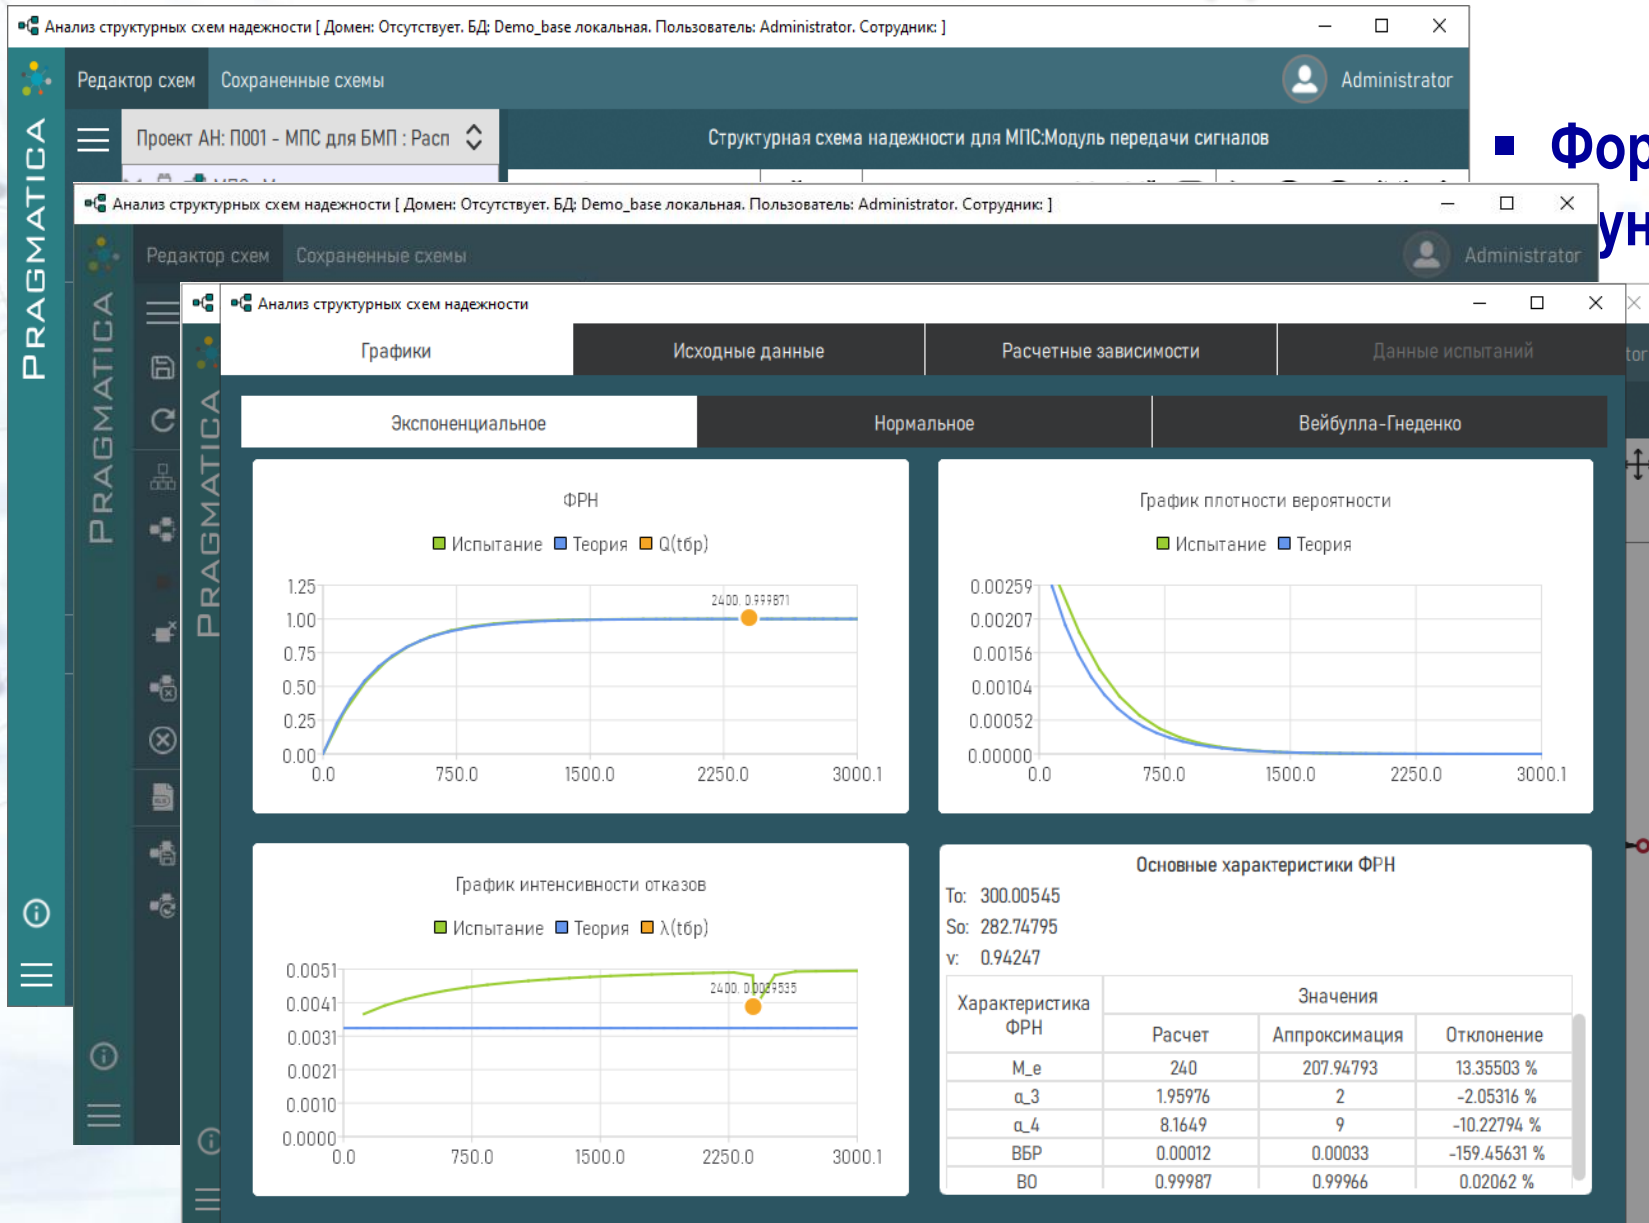 Анализ структурных схем надежности [ Домен: Отсутствует. БД: Demo_base локальная. Пользователь: Administrator. Сотрудник: ]
Редактор схем Сохраненные схемы Administrator
Проект АН: П001 - МПС для БМП : Расп Структурная схема надежности для МПС:Модуль передачи сигналов
PRAGMATICA
Анализ структурных схем надежности [ Домен: Отсутствует. БД: Demo_base локальная. Пользователь: Administrator. Сотрудник: ]
Редактор схем Сохраненные схемы Administrator
PRAGMATICA
PRAGMATICA
Анализ структурных схем надежности
Графики Исходные данные Расчетные зависимости Данные испытаний
Экспоненциальное Нормальное Вейбулла-Гнеденко
ФРН
Испытание Теория Q(tбр)
1.25
1.00
0.75
0.50
0.25
0.00
2400. 0.999871
0.0 750.0 1500.0 2250.0 3000.1
График плотности вероятности
Испытание Теория
0.00259
0.00207
0.00156
0.00104
0.00052
0.00000
0.0 750.0 1500.0 2250.0 3000.1
График интенсивности отказов
Испытание Теория λ(tбр)
0.0051
0.0041
0.0031
0.0021
0.0010
0.0000
2400. 0.0039535
0.0 750.0 1500.0 2250.0 3000.1
Основные характеристики ФРН
To: 300.00545
So: 282.74795
v: 0.94247
Характеристика ФРН Значения
Расчет Аппроксимация Отклонение
M_e 240 207.94793 13.35503 %
α_3 1.95976 2 -2.05316 %
α_4 8.1649 9 -10.22794 %
ВБР 0.00012 0.00033 -159.45631 %
ВО 0.99987 0.99966 0.02062 %
Фор
ун
tor